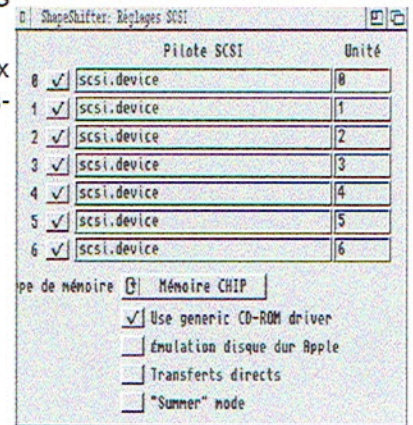 ShapeShifter: Réglages SCSI
Pilote SCSI Unité
0 scsi.device 0
1 scsi.device 1
2 scsi.device 2
3 scsi.device 3
4 scsi.device 4
5 scsi.device 5
6 scsi.device 6
pe de mémoire Mémoire CHIP
Use generic CD-ROM driver
Émulation disque dur Apple
Transferts directs
"Summer" mode